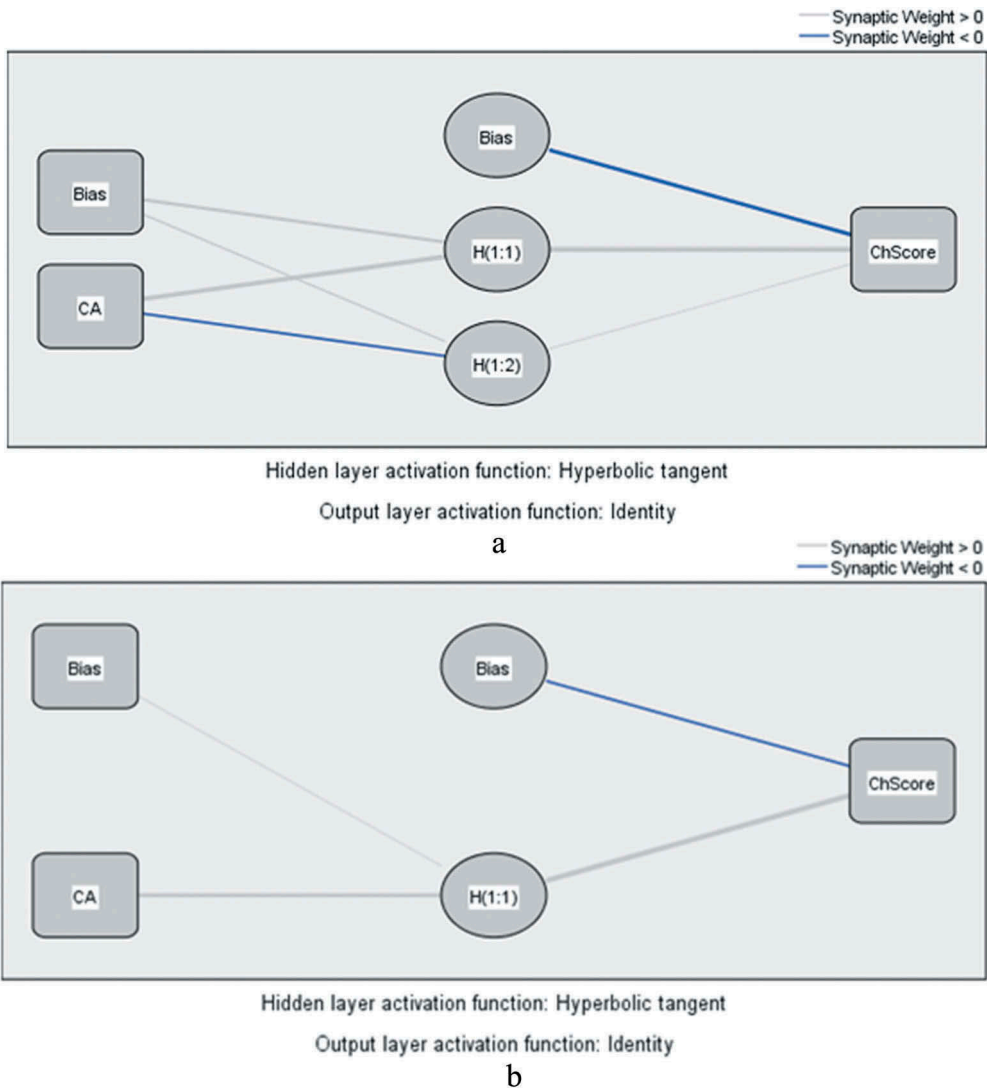 Synaptic Weight > 0
Synaptic Weight < 0
Bias
Bias
H(1:1)
ChScore
CA
H(1:2)
Hidden layer activation function: Hyperbolic tangent
Output layer activation function: Identity
a
Synaptic Weight > 0
Synaptic Weight < 0
Bias
Bias
ChScore
CA
H(1:1)
Hidden layer activation function: Hyperbolic tangent
Output layer activation function: Identity
b